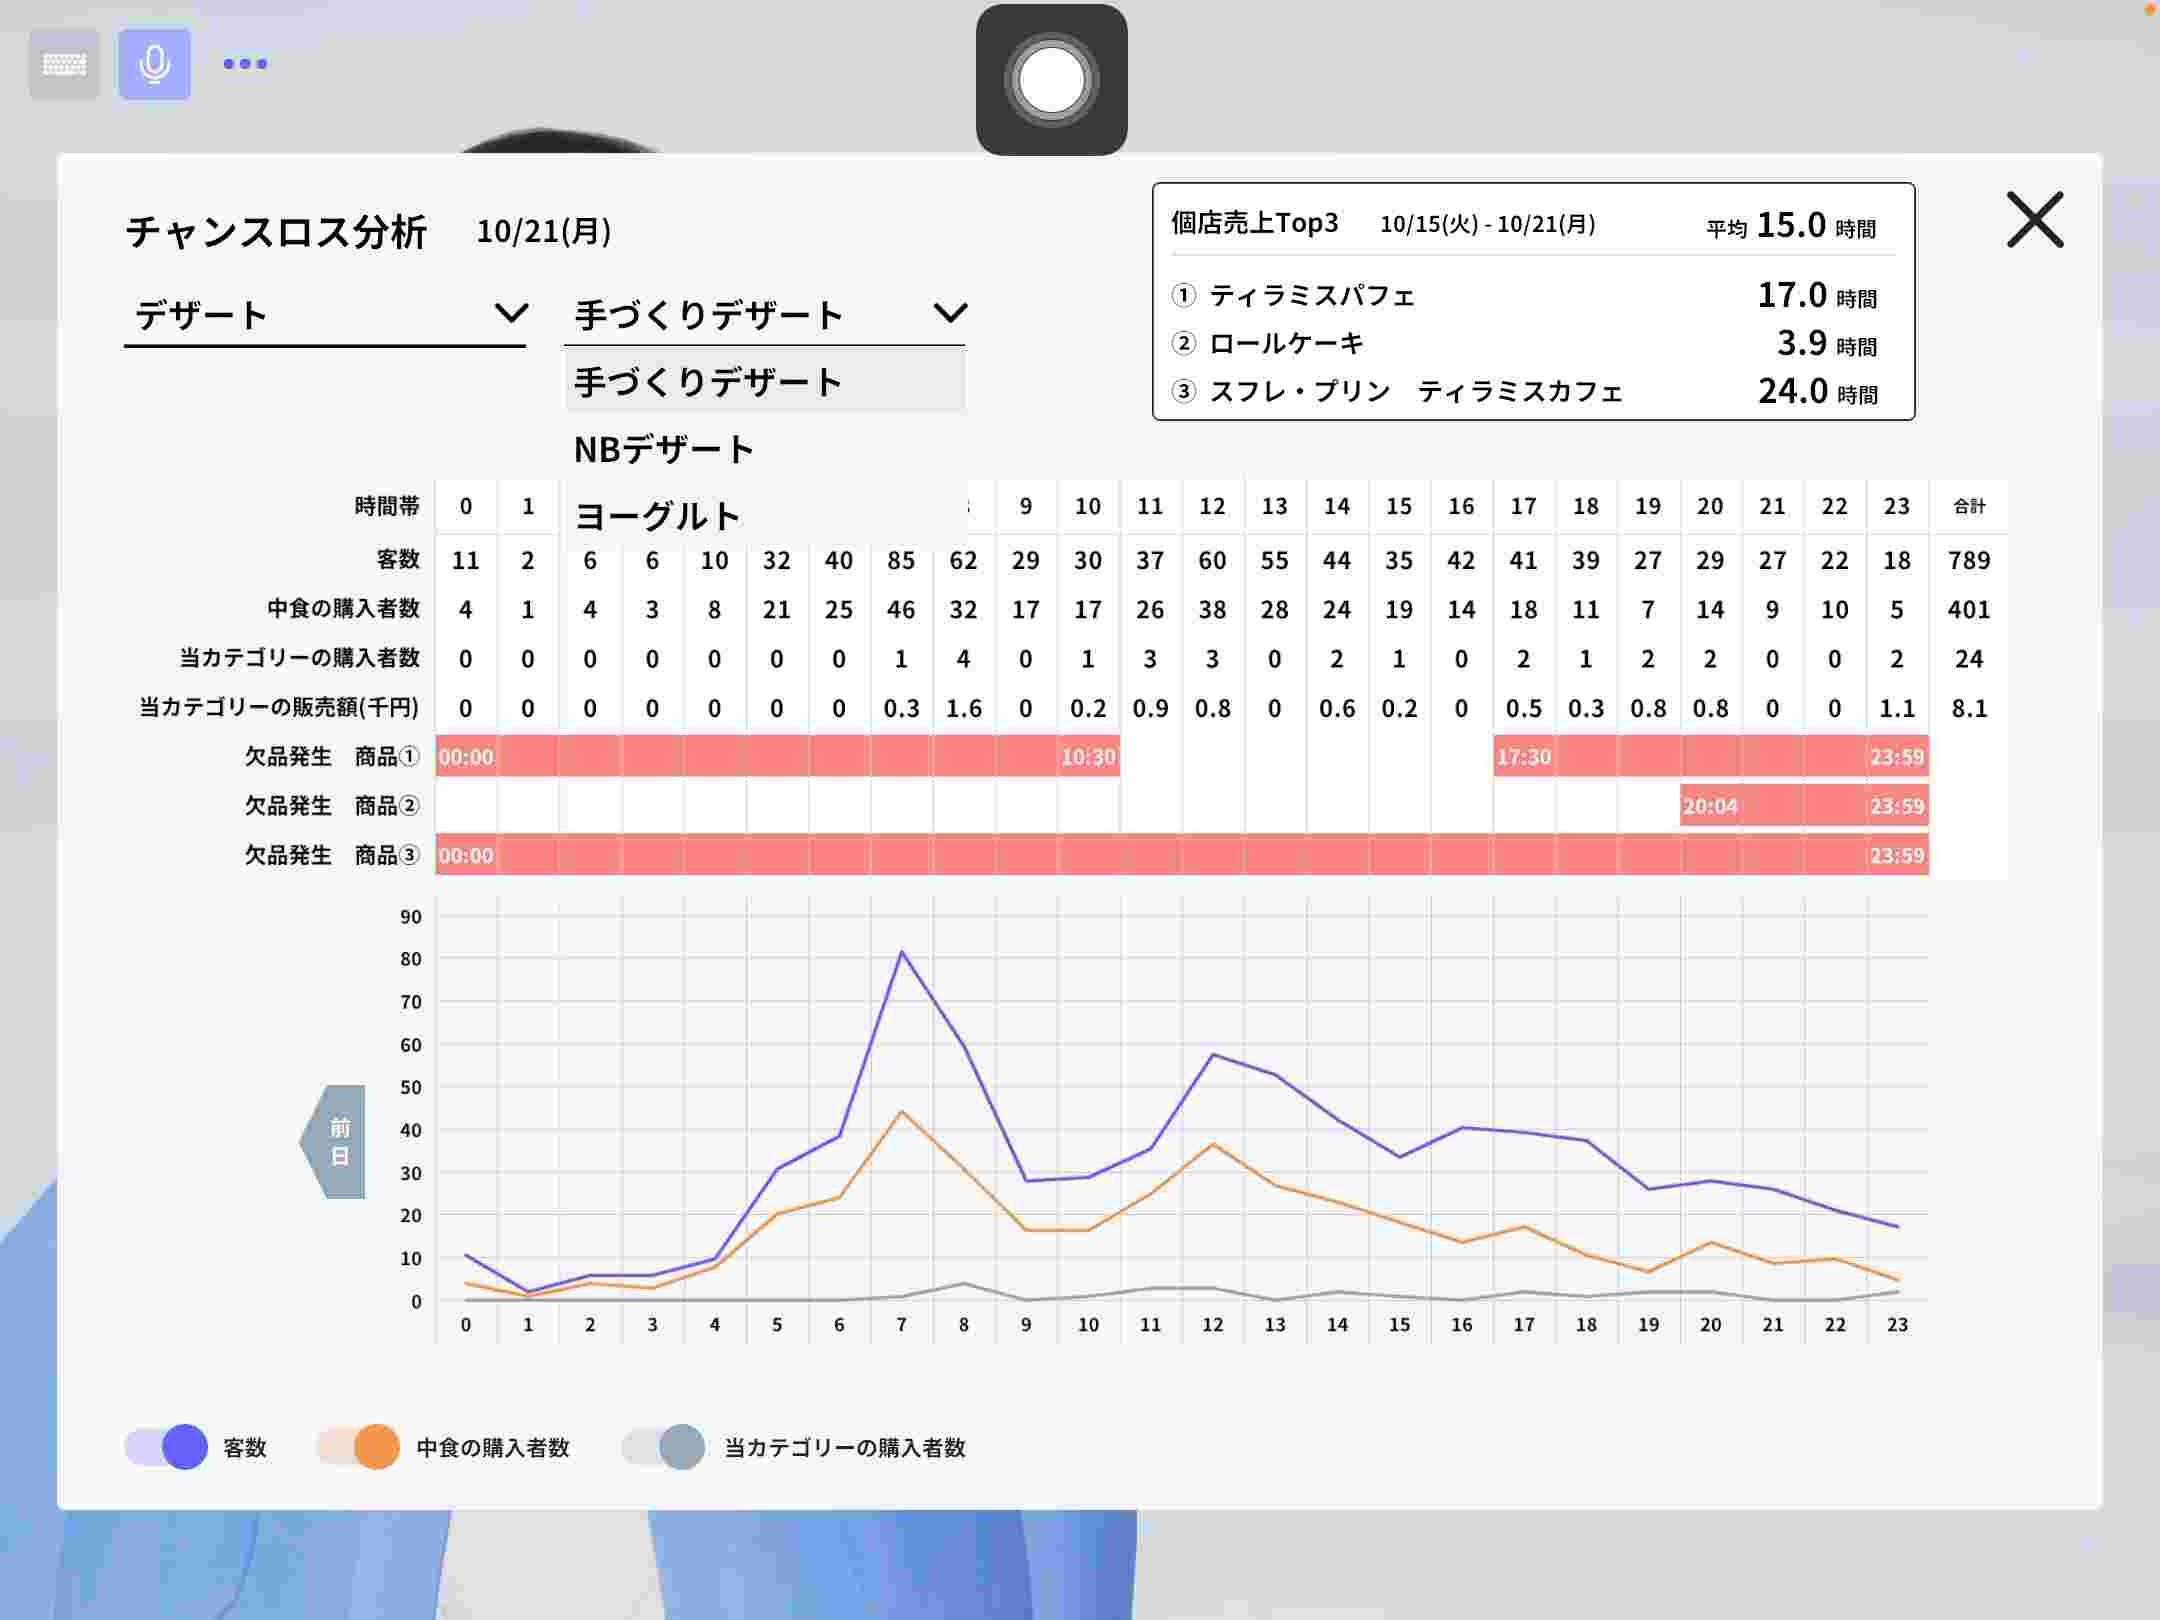 チャンスロス分析 10/21(月)
個店売上Top3 10/15(火) - 10/21(月) 平均 15.0 時間
① ティラミスパフェ 17.0 時間
② ロールケーキ 3.9 時間
③ スフレ・プリン ティラミスカフェ 24.0 時間
デザート 手づくりデザート
手づくりデザート
NBデザート
ヨーグルト
時間帯 0 1 9 10 11 12 13 14 15 16 17 18 19 20 21 22 23 合計
客数 11 2 6 6 10 32 40 85 62 29 30 37 60 55 44 35 42 41 39 27 29 27 22 18 789
中食の購入者数 4 1 4 3 8 21 25 46 32 17 17 26 38 28 24 19 14 18 11 7 14 9 10 5 401
当カテゴリーの購入者数 0 0 0 0 0 0 0 1 4 0 1 3 3 0 2 1 0 2 1 2 2 0 0 2 24
当カテゴリーの販売額(千円) 0 0 0 0 0 0 0 0.3 1.6 0 0.2 0.9 0.8 0 0.6 0.2 0 0.5 0.3 0.8 0.8 0 0 1.1 8.1
欠品発生 商品① 00:00 10:30 17:30 23:59
欠品発生 商品② 20:04 23:59
欠品発生 商品③ 00:00 23:59
90
80
70
60
50
40
30
20
10
0
前日
0 1 2 3 4 5 6 7 8 9 10 11 12 13 14 15 16 17 18 19 20 21 22 23
客数 中食の購入者数 当カテゴリーの購入者数